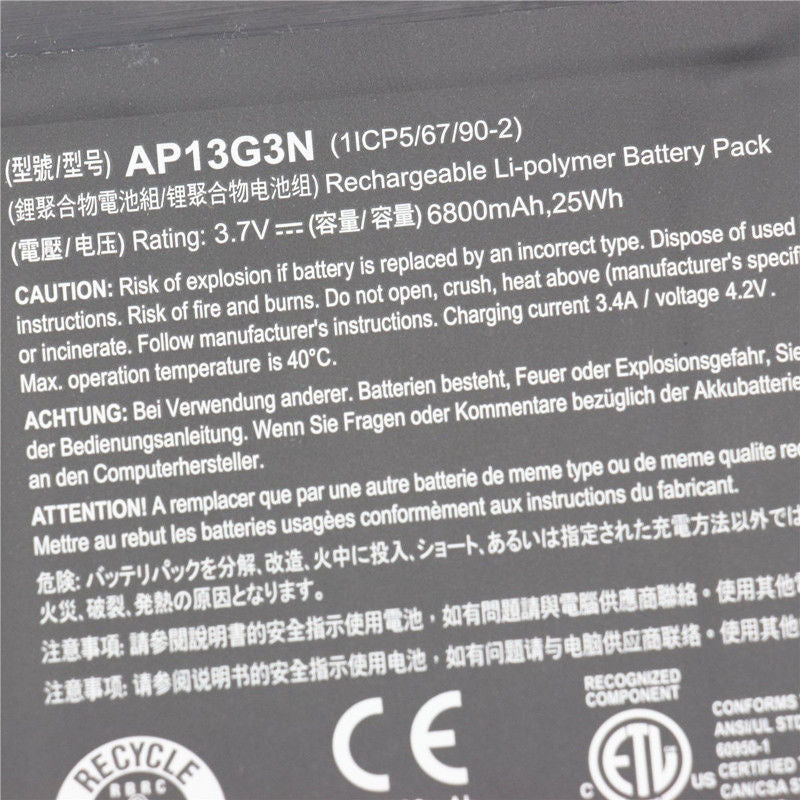 (型號/型号) AP13G3N (1ICP5/67/90-2)
(鋰聚合物電池組/锂聚合物电池组) Rechargeable Li-polymer Battery Pack
(電壓/电压) Rating: 3.7V⎓(容量/容量) 6800mAh,25Wh
CAUTION: Risk of explosion if battery is replaced by an incorrect type. Dispose of used
instructions. Risk of fire and burns. Do not open, crush, heat above (manufacturer's specif
or incinerate. Follow manufacturer's instructions. Charging current 3.4A / voltage 4.2V.
Max. operation temperature is 40°C.
ACHTUNG: Bei Verwendung anderer. Batterien besteht, Feuer oder Explosionsgefahr, Sie
der Bedienungsanleitung. Wenn Sie Fragen oder Kommentare bezüglich der Akkubatterie
an den Computerhersteller.
ATTENTION! A remplacer que par une autre batterie de meme type ou de meme qualite re
Mettre au rebut les batteries usagèes conformèment aux instructions du fabricant.
危険: バッテリパックを分解、改造、火中に投入、ショート、あるいは指定された充電方法以外では
火災、破裂、発熱の原因となります。
注意事項: 請參閱說明書的安全指示使用電池，如有問題請與電腦供應商聯絡。使用其他電
注意事项: 请参阅说明书的安全指示使用电池，如有问题请与电脑供应商联络。使用其他
RECYCLE
RBRC
CE
RECOGNIZED
COMPONENT
ETL
C US
CONFORMS
ANSI/UL STD
60950-1
CERTIFIED
CAN/CSA S